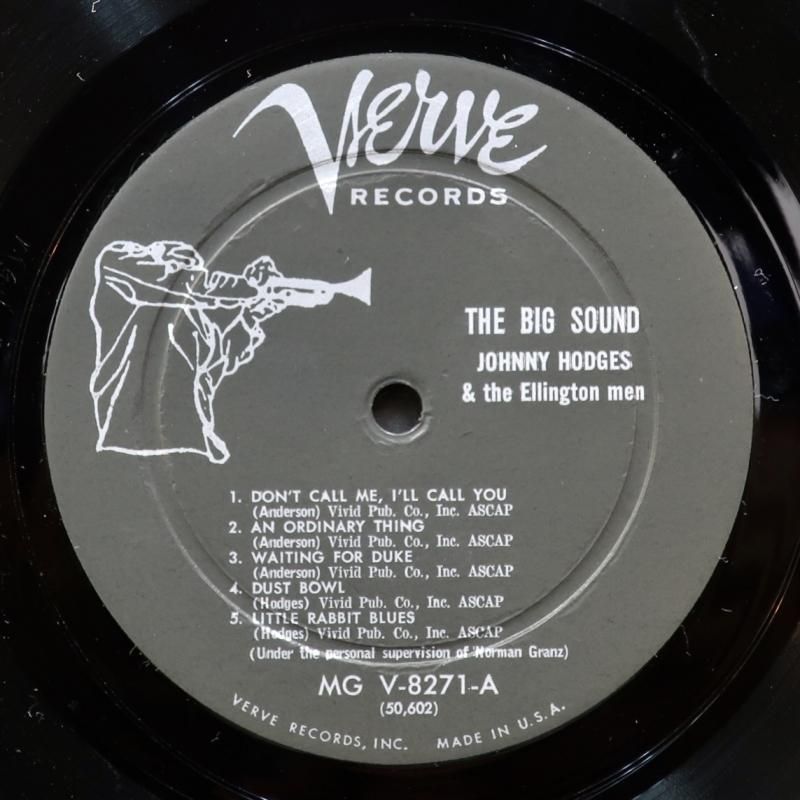 Verve
RECORDS
THE BIG SOUND
JOHNNY HODGES
& the Ellington men
1. DON'T CALL ME, I'LL CALL YOU
(Anderson) Vivid Pub. Co., Inc. ASCAP
2. AN ORDINARY THING
(Anderson) Vivid Pub. Co., Inc. ASCAP
3. WAITING FOR DUKE
(Anderson) Vivid Pub. Co., Inc. ASCAP
4. DUST BOWL
(Hodges) Vivid Pub. Co., Inc. ASCAP
5. LITTLE RABBIT BLUES
(Hodges) Vivid Pub. Co., Inc. ASCAP
(Under the personal supervision of Norman Granz)
MG V-8271-A
(50,602)
VERVE RECORDS, INC. MADE IN U.S.A.